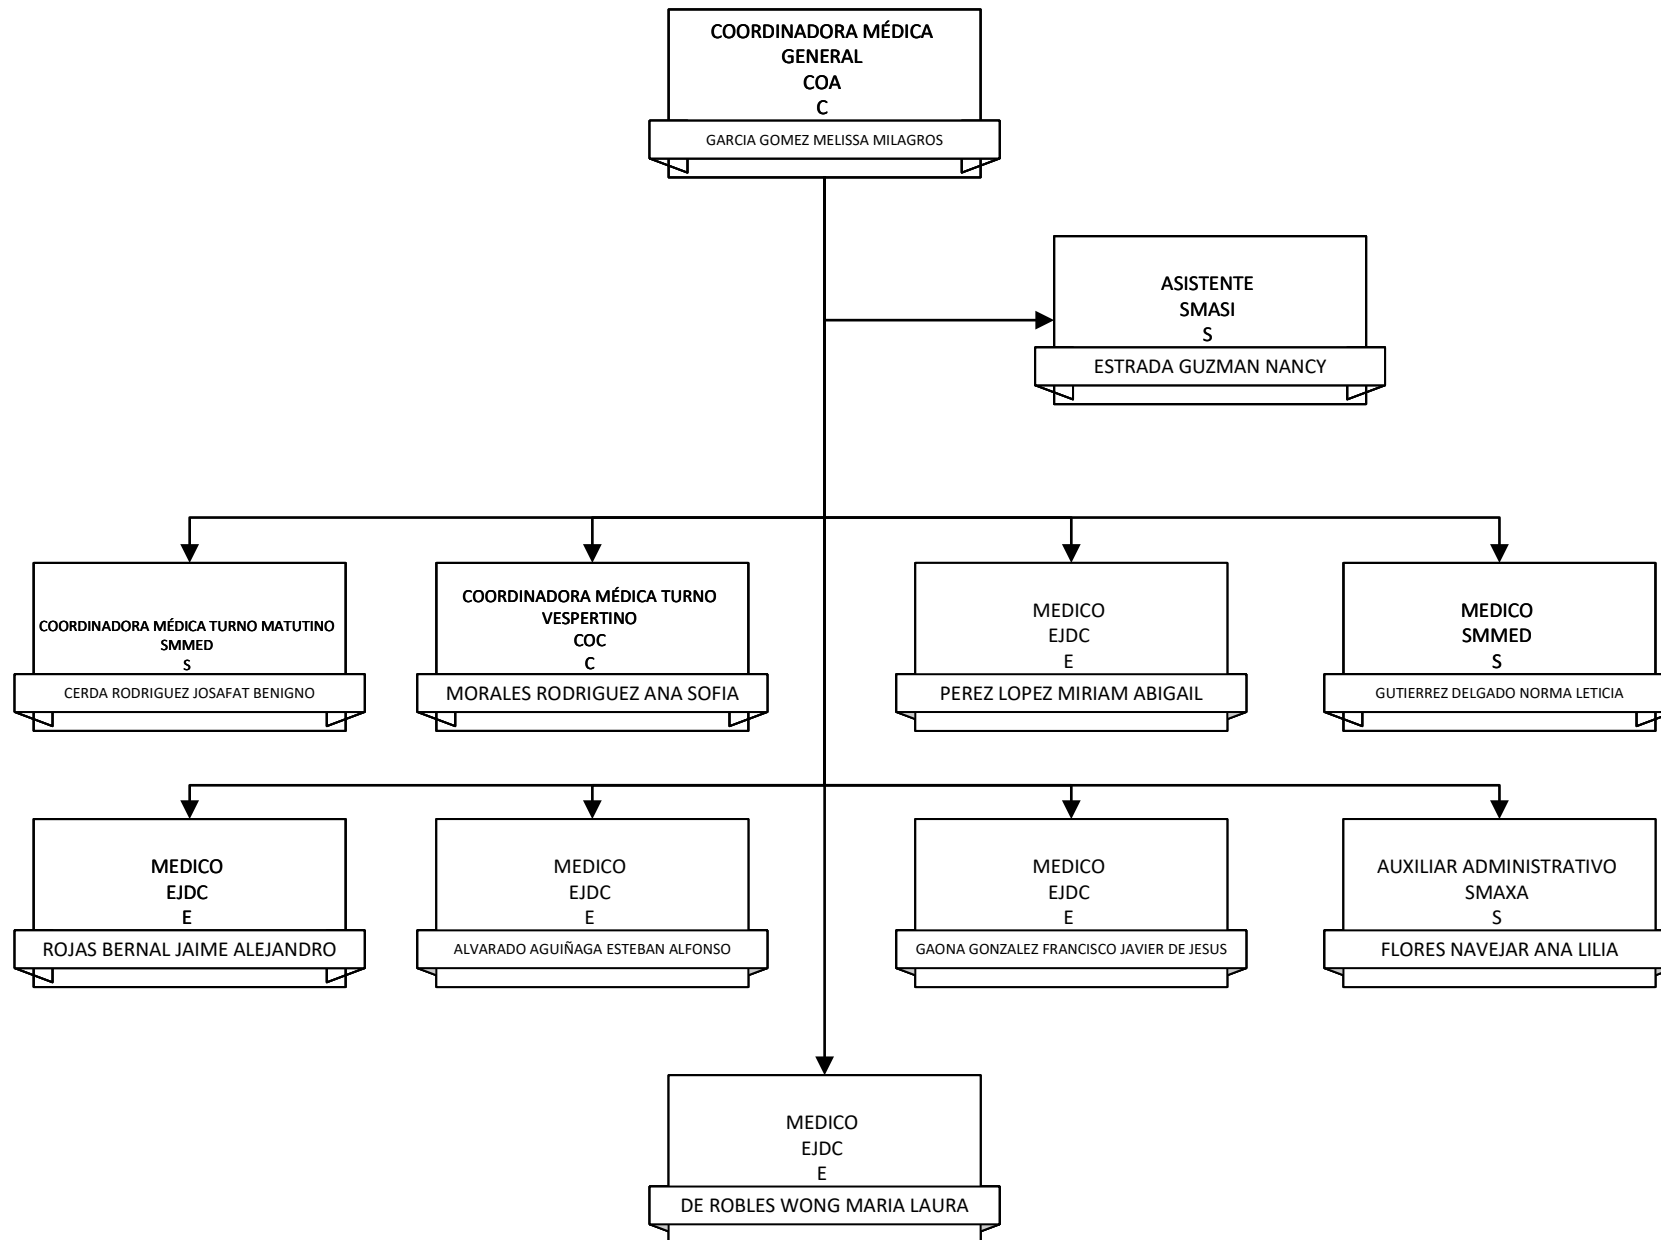 COORDINADORA MÉDICA
GENERAL
COA
C
GARCIA GOMEZ MELISSA MILAGROS
ASISTENTE
SMASI
S
ESTRADA GUZMAN NANCY
COORDINADORA MÉDICA TURNO MATUTINO
SMMED
S
CERDA RODRIGUEZ JOSAFAT BENIGNO
COORDINADORA MÉDICA TURNO
VESPERTINO
COC
C
MORALES RODRIGUEZ ANA SOFIA
MEDICO
EJDC
E
PEREZ LOPEZ MIRIAM ABIGAIL
MEDICO
SMMED
S
GUTIERREZ DELGADO NORMA LETICIA
MEDICO
EJDC
E
ROJAS BERNAL JAIME ALEJANDRO
MEDICO
EJDC
E
ALVARADO AGUIÑAGA ESTEBAN ALFONSO
MEDICO
EJDC
E
GAONA GONZALEZ FRANCISCO JAVIER DE JESUS
AUXILIAR ADMINISTRATIVO
SMAXA
S
FLORES NAVEJAR ANA LILIA
MEDICO
EJDC
E
DE ROBLES WONG MARIA LAURA